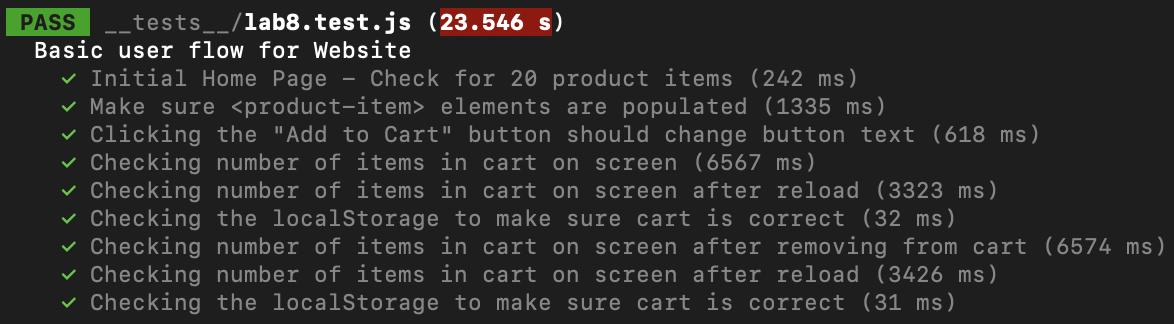 PASS __tests__/lab8.test.js (23.546 s)
Basic user flow for Website
✓ Initial Home Page – Check for 20 product items (242 ms)
✓ Make sure <product-item> elements are populated (1335 ms)
✓ Clicking the "Add to Cart" button should change button text (618 ms)
✓ Checking number of items in cart on screen (6567 ms)
✓ Checking number of items in cart on screen after reload (3323 ms)
✓ Checking the localStorage to make sure cart is correct (32 ms)
✓ Checking number of items in cart on screen after removing from cart (6574 ms)
✓ Checking number of items in cart on screen after reload (3426 ms)
✓ Checking the localStorage to make sure cart is correct (31 ms)